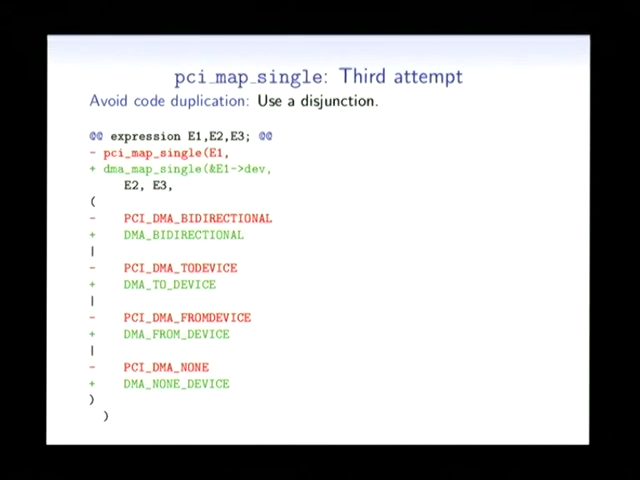 pci_map_single: Third attempt
Avoid code duplication: Use a disjunction.
@@ expression E1,E2,E3; @@
- pci_map_single(E1,
+ dma_map_single(&E1->dev,
E2, E3,
(
- PCI_DMA_BIDIRECTIONAL
+ DMA_BIDIRECTIONAL
|
- PCI_DMA_TODEVICE
+ DMA_TO_DEVICE
|
- PCI_DMA_FROMDEVICE
+ DMA_FROM_DEVICE
|
- PCI_DMA_NONE
+ DMA_NONE_DEVICE
)
)